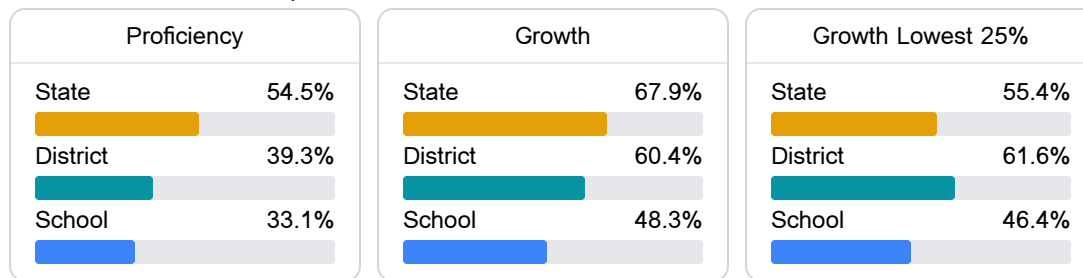 Proficiency
State 54.5%
District 39.3%
School 33.1%
Growth
State 67.9%
District 60.4%
School 48.3%
Growth Lowest 25%
State 55.4%
District 61.6%
School 46.4%